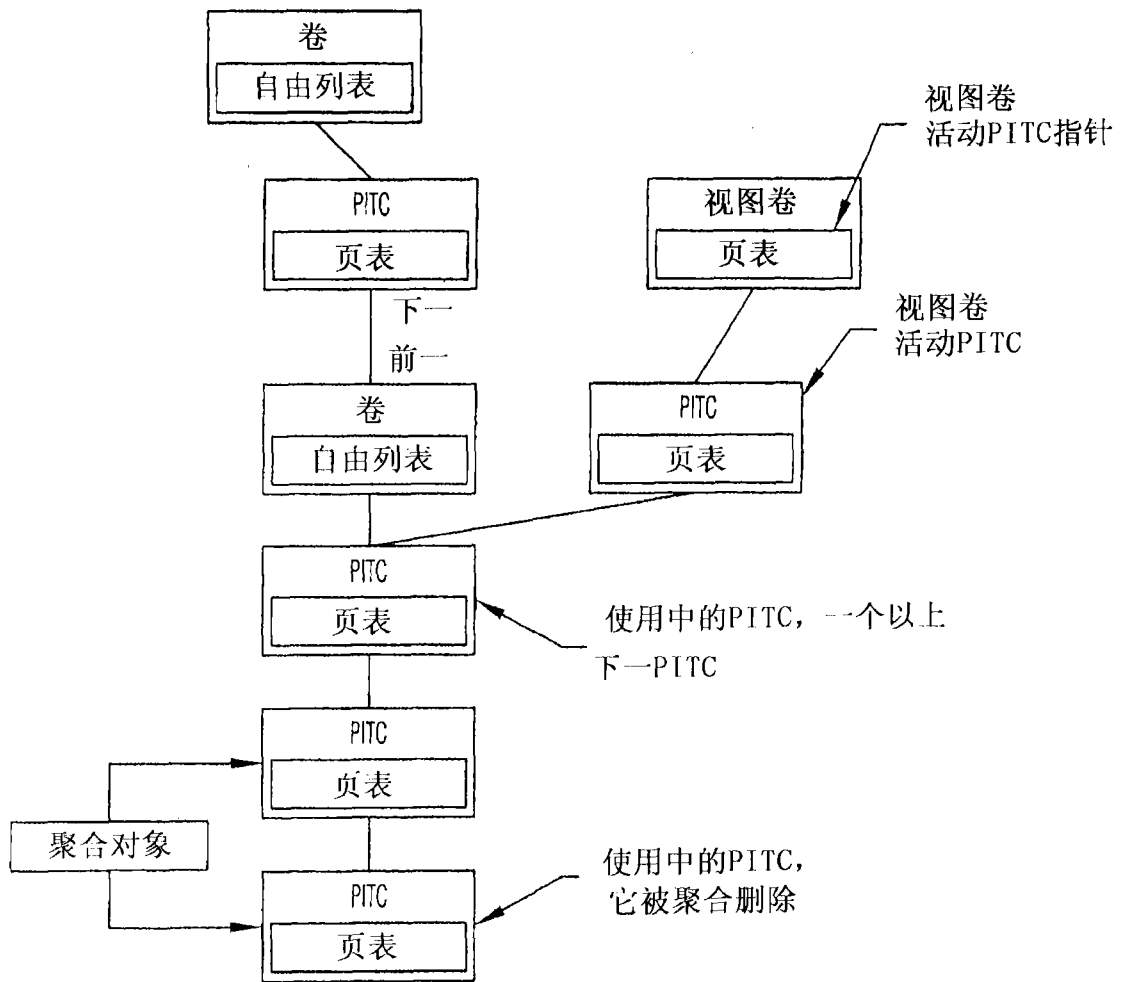 卷
自由列表
视图卷
活动PITC指针
PITC
页表
视图卷
页表
下一
前一
视图卷
活动PITC
卷
自由列表
PITC
页表
PITC
页表
使用中的PITC，一个以上
下一PITC
PITC
页表
聚合对象
PITC
页表
使用中的PITC，
它被聚合删除